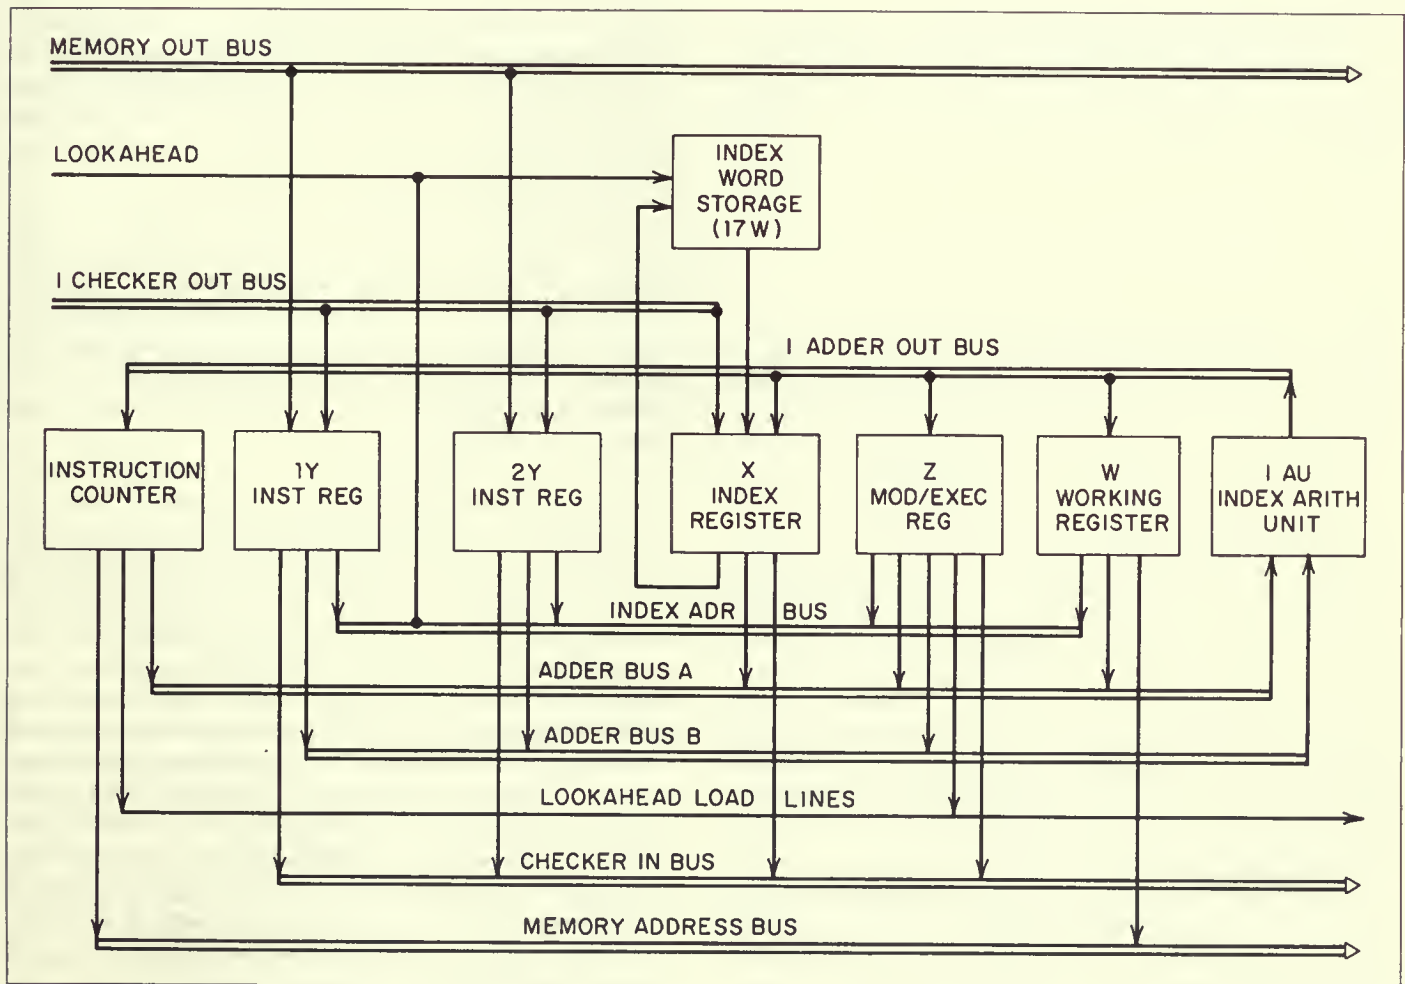 MEMORY OUT BUS
LOOKAHEAD
INDEX
WORD
STORAGE
(17W)
I CHECKER OUT BUS
I ADDER OUT BUS
INSTRUCTION
COUNTER
1Y
INST REG
2Y
INST REG
X
INDEX
REGISTER
Z
MOD/EXEC
REG
W
WORKING
REGISTER
I AU
INDEX ARITH
UNIT
INDEX ADR BUS
ADDER BUS A
ADDER BUS B
LOOKAHEAD LOAD LINES
CHECKER IN BUS
MEMORY ADDRESS BUS